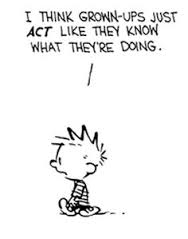 I THINK GROWN-UPS JUST
ACT LIKE THEY KNOW
WHAT THEY'RE DOING.